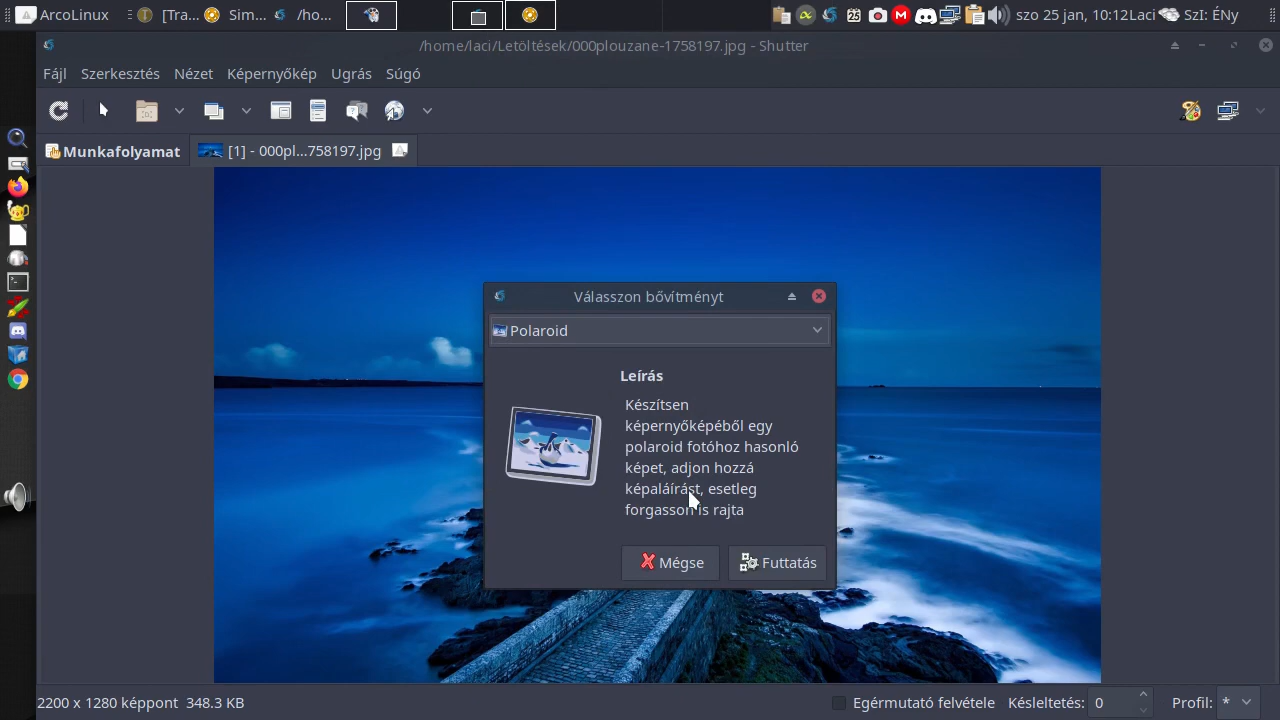 ArcoLinux
[Tra...
Sim...
/ho...
25
szo 25 jan, 10:12
Laci
SzI: ÉNy
/home/laci/Letöltések/000plouzane-1758197.jpg - Shutter
Fájl
Szerkesztés
Nézet
Képernyőkép
Ugrás
Súgó
Munkafolyamat
[1] - 000pl...758197.jpg
Válasszon bővítményt
Polaroid
Leírás
Készítsen
képernyőképéből egy
polaroid fotóhoz hasonló
képet, adjon hozzá
képaláírást, esetleg
forgasson is rajta
Mégse
Futtatás
2200 x 1280 képpont 348.3 KB
Egérmutató felvétele
Késleltetés:
0
Profil:
*